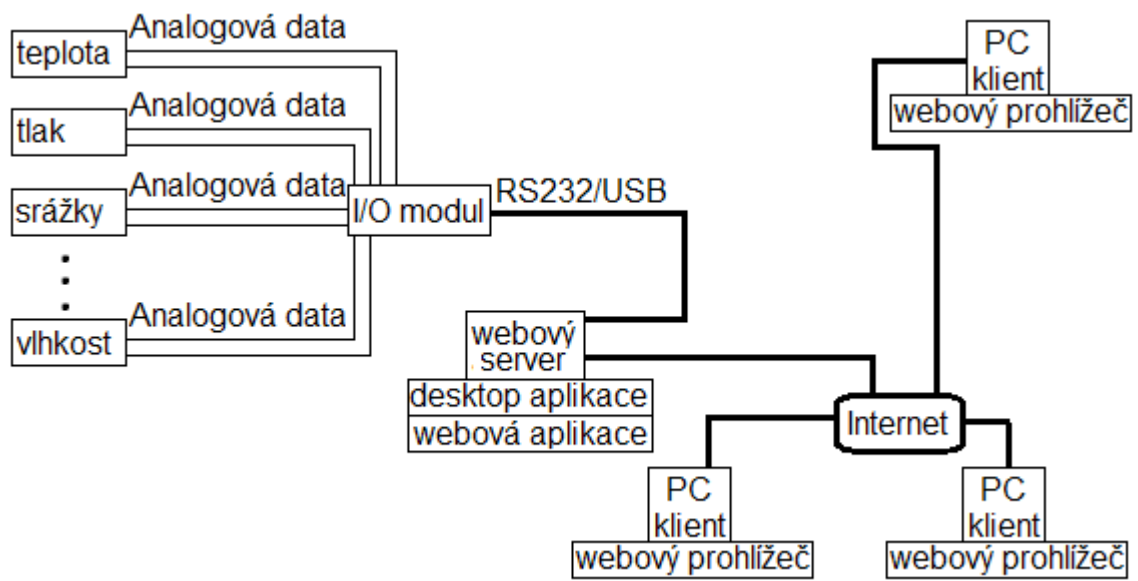 Analogová data
teplota
Analogová data
tlak
Analogová data
srážky
Analogová data
vlhkost
I/O modul
RS232/USB
webový
server
desktop aplikace
webová aplikace
Internet
PC
klient
webový prohlížeč
PC
klient
webový prohlížeč
PC
klient
webový prohlížeč